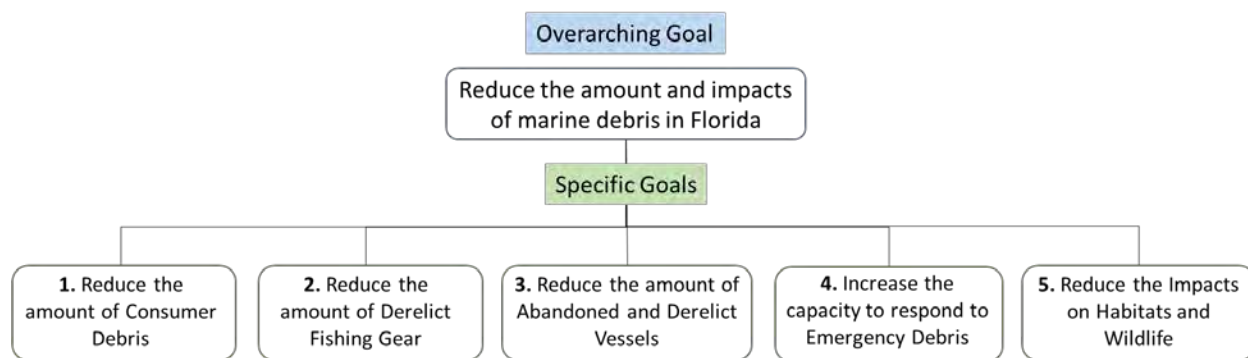 Overarching Goal
Reduce the amount and impacts
of marine debris in Florida
Specific Goals
1. Reduce the
amount of Consumer
Debris
2. Reduce the
amount of Derelict
Fishing Gear
3. Reduce the amount of
Abandoned and Derelict
Vessels
4. Increase the
capacity to respond to
Emergency Debris
5. Reduce the Impacts
on Habitats and
Wildlife